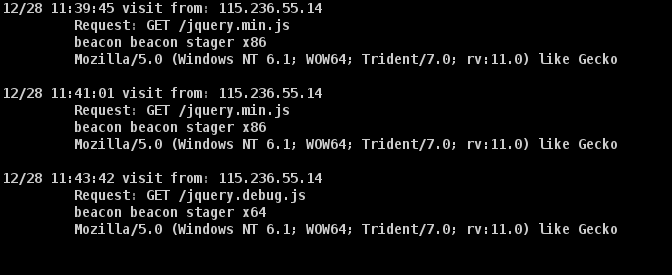 12/28 11:39:45 visit from: 115.236.55.14
Request: GET /jquery.min.js
beacon beacon stager x86
Mozilla/5.0 (Windows NT 6.1; WOW64; Trident/7.0; rv:11.0) like Gecko
12/28 11:41:01 visit from: 115.236.55.14
Request: GET /jquery.min.js
beacon beacon stager x86
Mozilla/5.0 (Windows NT 6.1; WOW64; Trident/7.0; rv:11.0) like Gecko
12/28 11:43:42 visit from: 115.236.55.14
Request: GET /jquery.debug.js
beacon beacon stager x64
Mozilla/5.0 (Windows NT 6.1; WOW64; Trident/7.0; rv:11.0) like Gecko